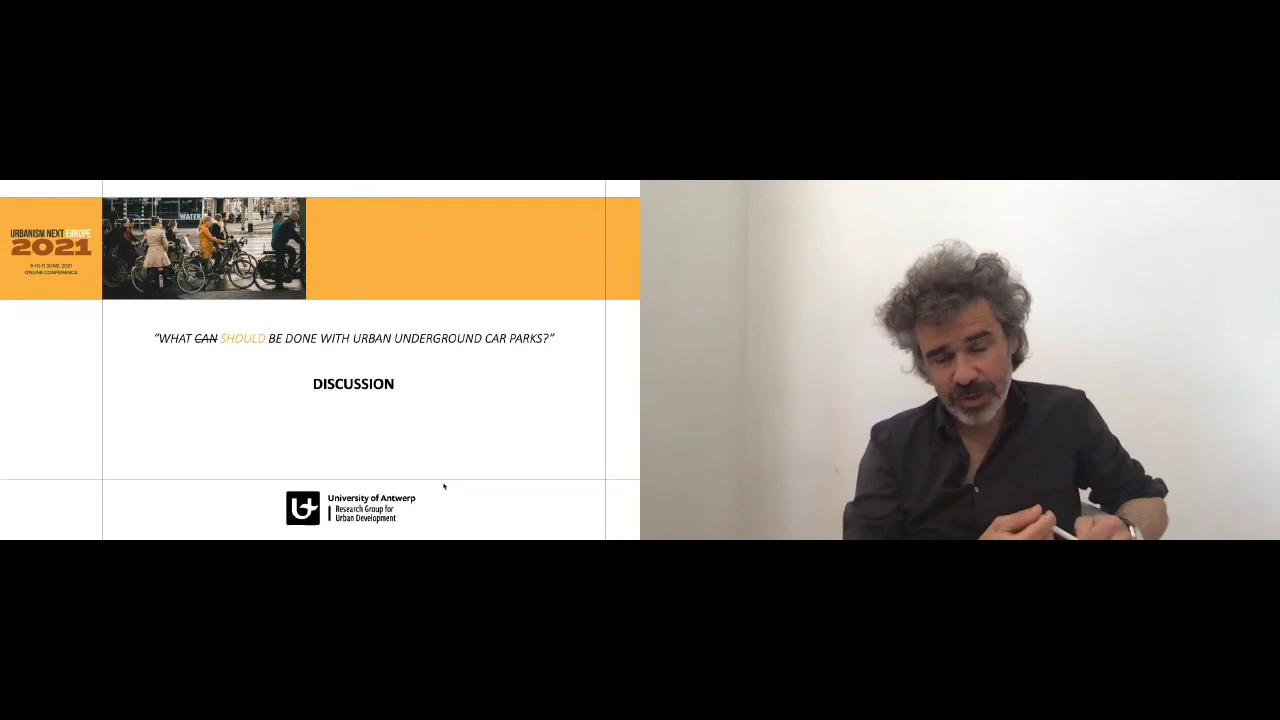 URBANISM NEXT EUROPE
2021
9-10-11 JUNE, 2021
ONLINE CONFERENCE
WATER
“WHAT CAN SHOULD BE DONE WITH URBAN UNDERGROUND CAR PARKS?”
DISCUSSION
University of Antwerp
Research Group for
Urban Development